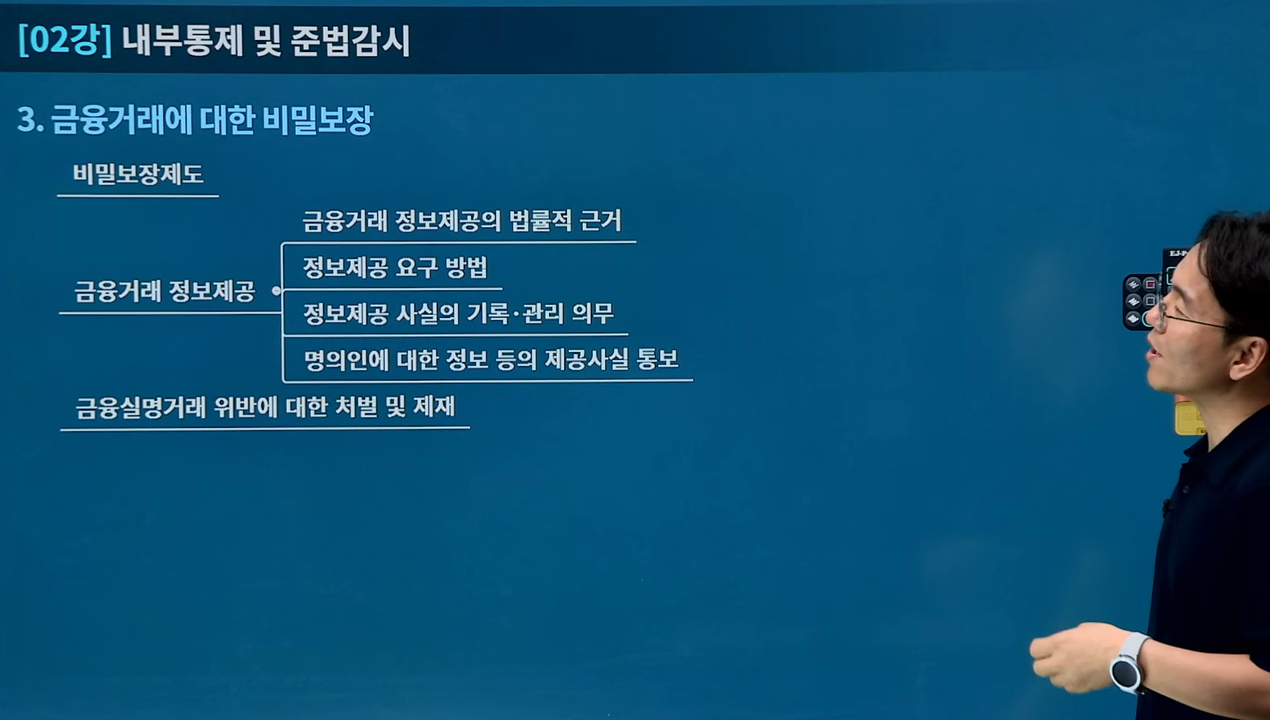 [02강] 내부통제 및 준법감시
3. 금융거래에 대한 비밀보장
비밀보장제도
금융거래 정보제공의 법률적 근거
정보제공 요구 방법
금융거래 정보제공
정보제공 사실의 기록·관리 의무
명의인에 대한 정보 등의 제공사실 통보
금융실명거래 위반에 대한 처벌 및 제재